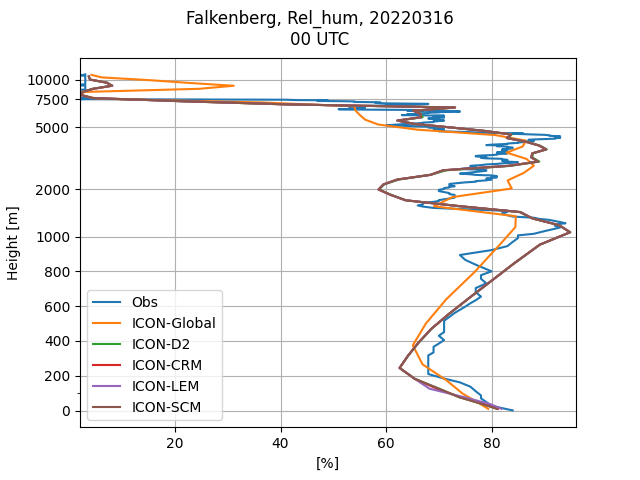 Falkenberg, Rel_hum, 20220316
00 UTC
Height [m]
10000
7500
5000
2000
1000
800
600
400
200
0
Obs
ICON-Global
ICON-D2
ICON-CRM
ICON-LEM
ICON-SCM
20
40
60
80
[%]